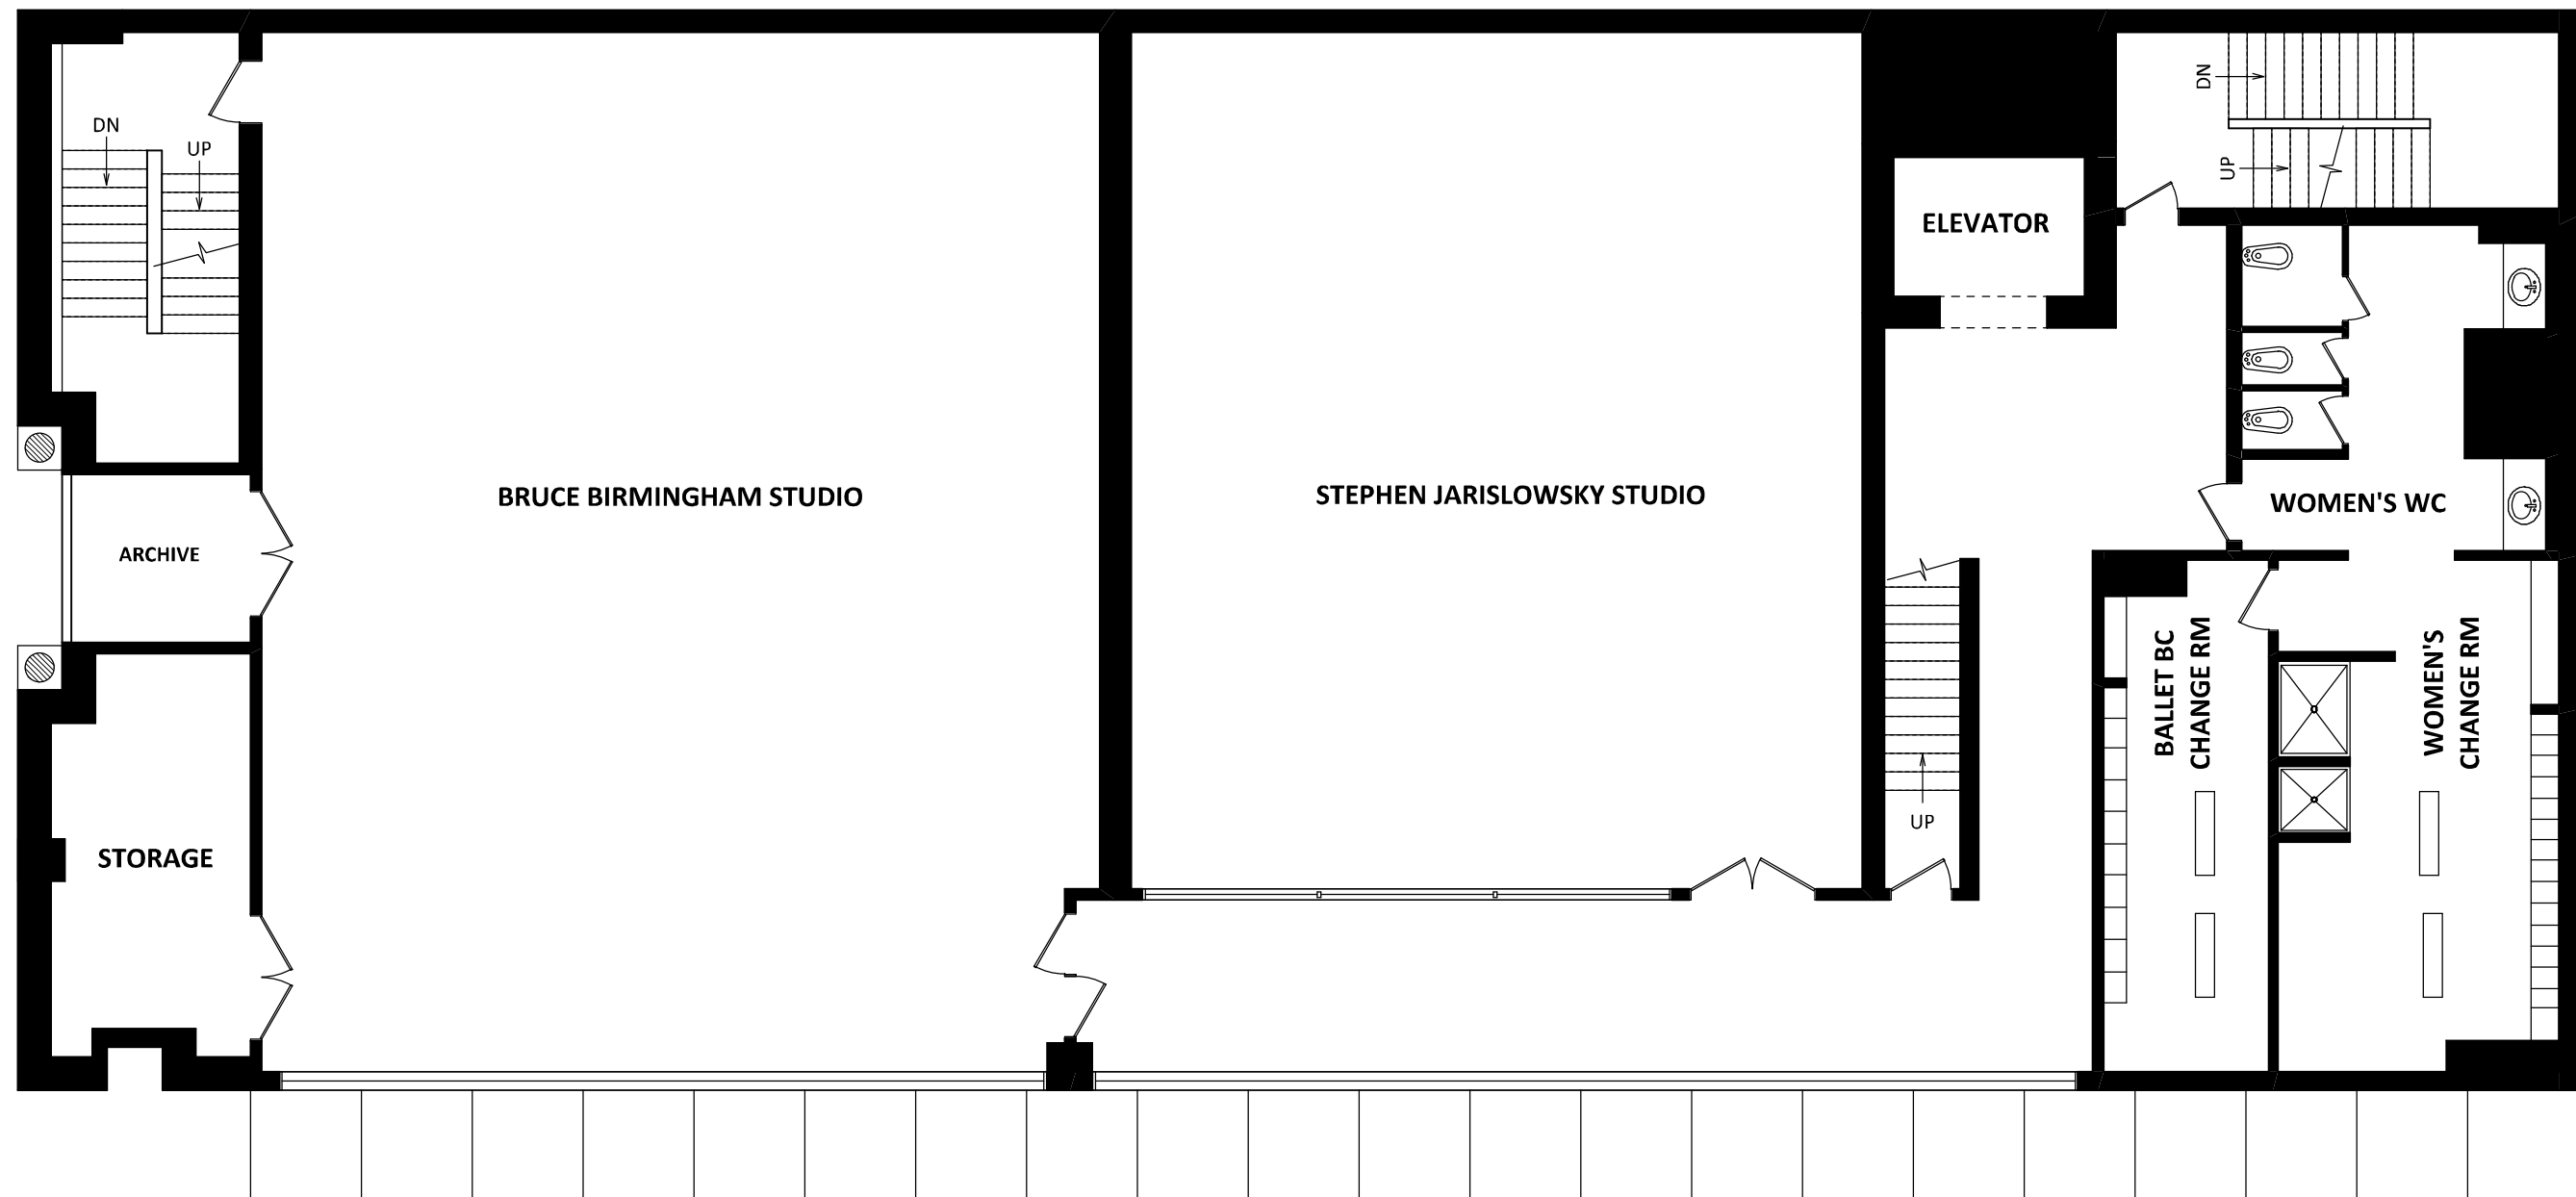 DN
UP
DN
UP
ELEVATOR
BRUCE BIRMINGHAM STUDIO
STEPHEN JARISLOWSKY STUDIO
WOMEN'S WC
ARCHIVE
BALLET BC
CHANGE RM
WOMEN'S
CHANGE RM
UP
STORAGE